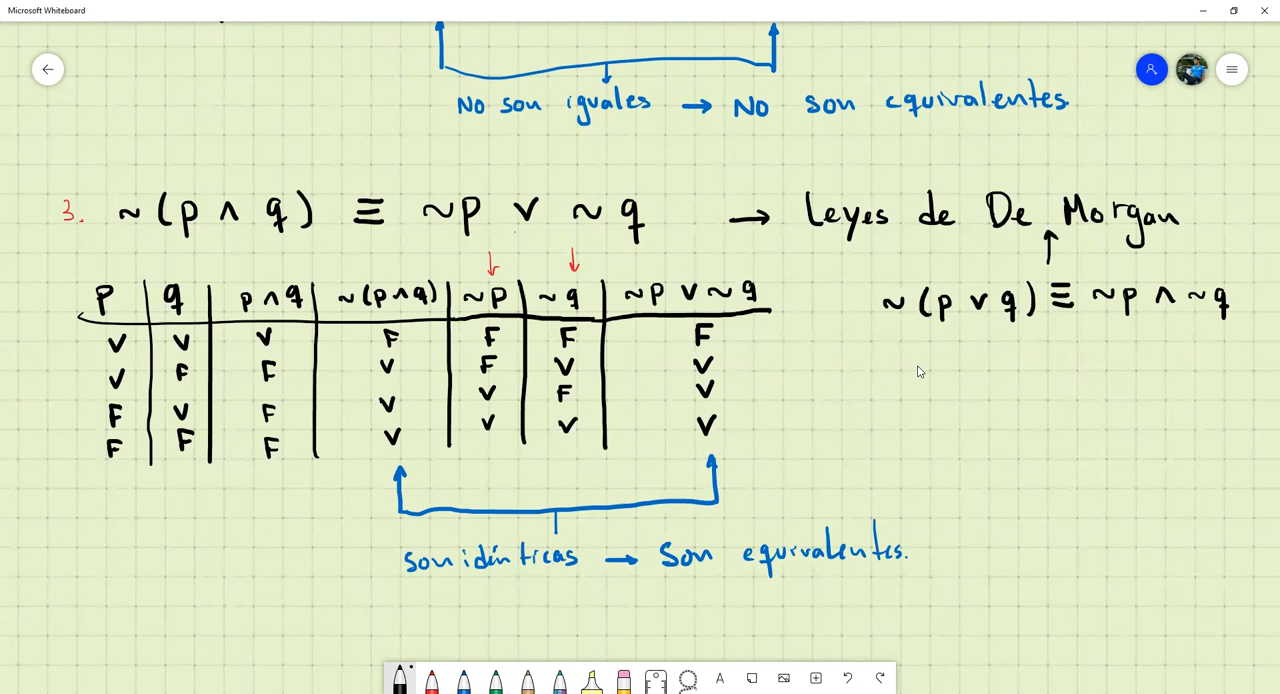 Microsoft Whiteboard
No son iguales → No son equivalentes.
3. ~(p ∧ q) ≡ ~p ∨ ~q → Leyes de De Morgan
~(p ∨ q) ≡ ~p ∧ ~q
p q p ∧ q ~(p ∧ q) ~p ~q ~p ∨ ~q
V V V F F F F
V F F V F V V
F V F V V F V
F F F V V V V
son idénticas → Son equivalentes.